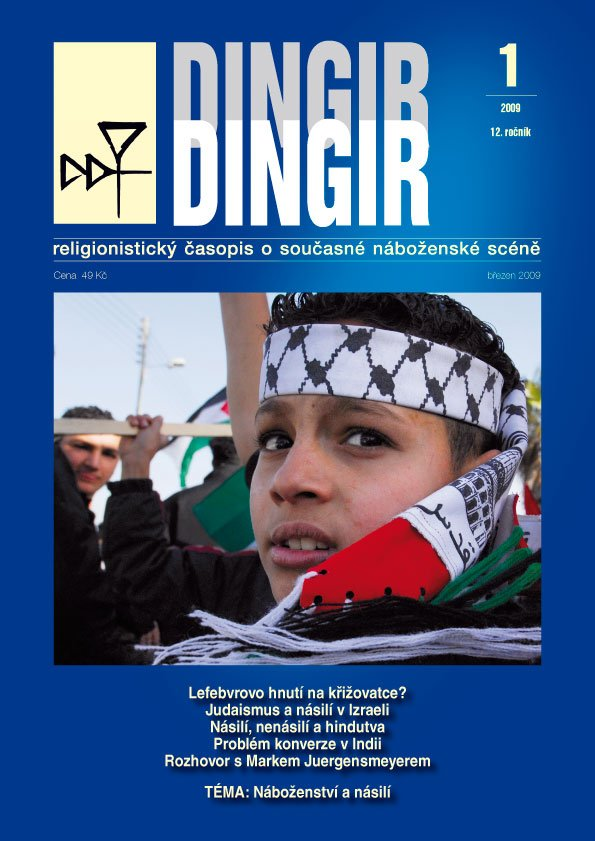 DINGIR
DINGIR
1
2009
12. ročník
religionistický časopis o současné náboženské scéně
Cena: 49 Kč
březen 2009
Lefebvrovo hnutí na křižovatce?
Judaismus a násilí v Izraeli
Násilí, nenásilí a hindutva
Problém konverze v Indii
Rozhovor s Markem Juergensmeyerem
TÉMA: Náboženství a násilí